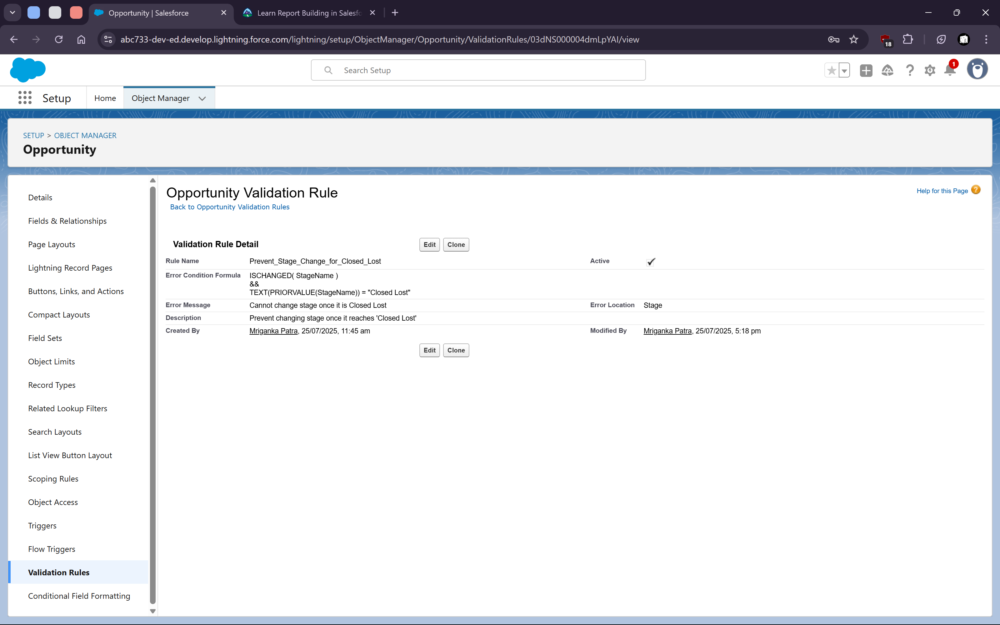 Opportunity | Salesforce
Learn Report Building in Salesfo
abc733-dev-ed.develop.lightning.force.com/lightning/setup/ObjectManager/Opportunity/ValidationRules/03dNS000004dmLpYAI/view
18
Search Setup
1
Setup
Home
Object Manager
SETUP > OBJECT MANAGER
Opportunity
Details
Fields & Relationships
Page Layouts
Lightning Record Pages
Buttons, Links, and Actions
Compact Layouts
Field Sets
Object Limits
Record Types
Related Lookup Filters
Search Layouts
List View Button Layout
Scoping Rules
Object Access
Triggers
Flow Triggers
Validation Rules
Conditional Field Formatting
Opportunity Validation Rule
Help for this Page ?
Back to Opportunity Validation Rules
Validation Rule Detail
Edit Clone
Rule Name Prevent_Stage_Change_for_Closed_Lost Active
Error Condition Formula ISCHANGED( StageName )
&&
TEXT(PRIORVALUE(StageName)) = "Closed Lost"
Error Message Cannot change stage once it is Closed Lost Error Location Stage
Description Prevent changing stage once it reaches 'Closed Lost'
Created By Mriganka Patra, 25/07/2025, 11:45 am Modified By Mriganka Patra, 25/07/2025, 5:18 pm
Edit Clone